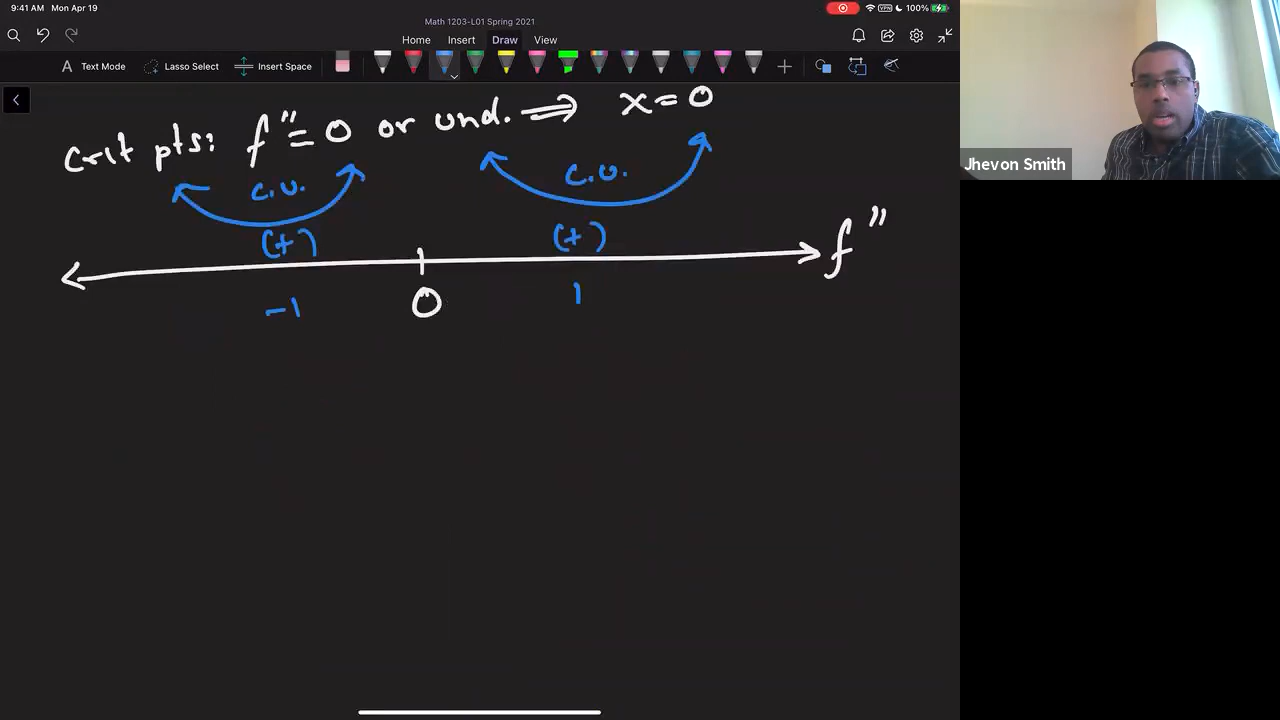 9:41 AM Mon Apr 19
100%
VPN
Math 1203-L01 Spring 2021
Home Insert Draw View
A Text Mode Lasso Select Insert Space
Crit pts: f" = 0 or und. ⟹ x = 0
C.U. C.U.
(+) (+)
f"
-1 0 1
Jhevon Smith